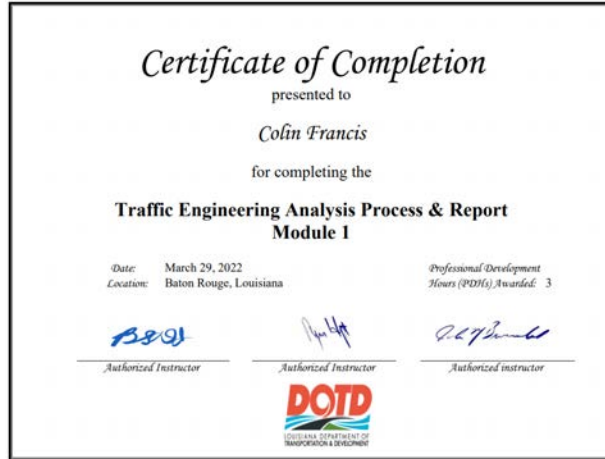 Certificate of Completion
presented to
Colin Francis
for completing the
Traffic Engineering Analysis Process & Report
Module 1
Date: March 29, 2022
Location: Baton Rouge, Louisiana
Professional Development
Hours (PDHs) Awarded: 3
Authorized Instructor
Authorized Instructor
Authorized instructor
DOTD
LOUISIANA DEPARTMENT OF
TRANSPORTATION & DEVELOPMENT